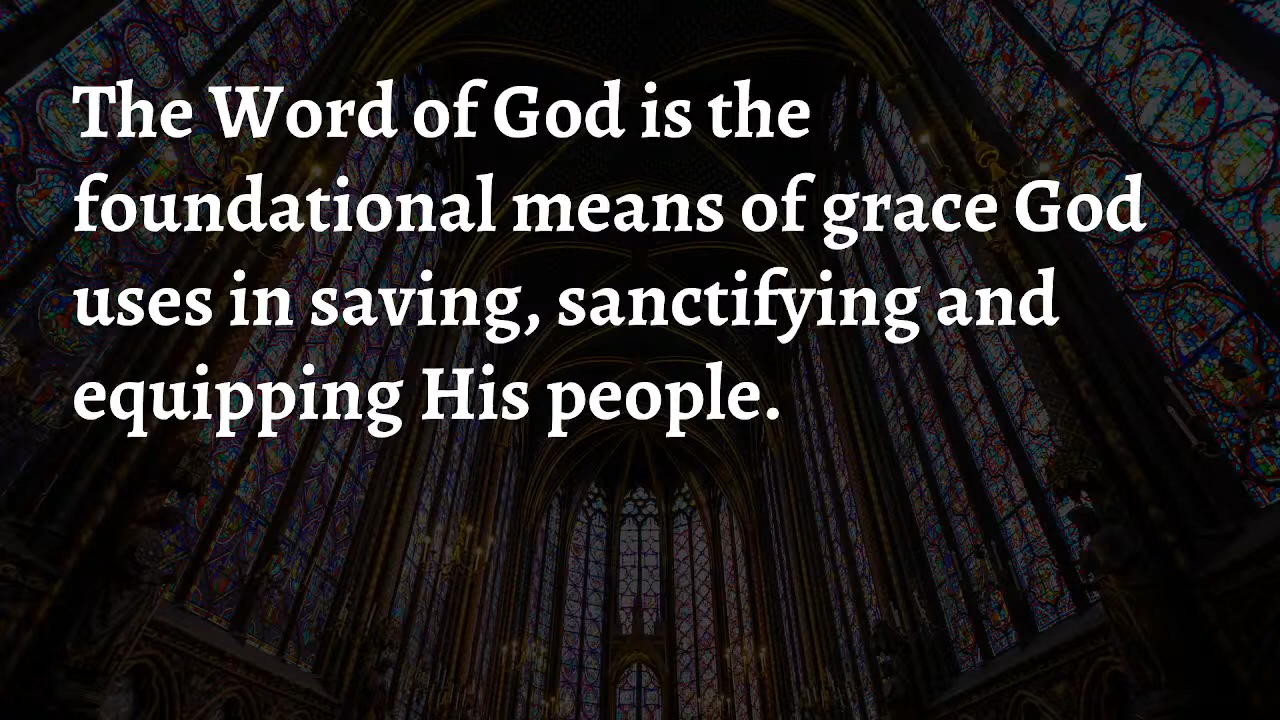 The Word of God is the
foundational means of grace God
uses in saving, sanctifying and
equipping His people.